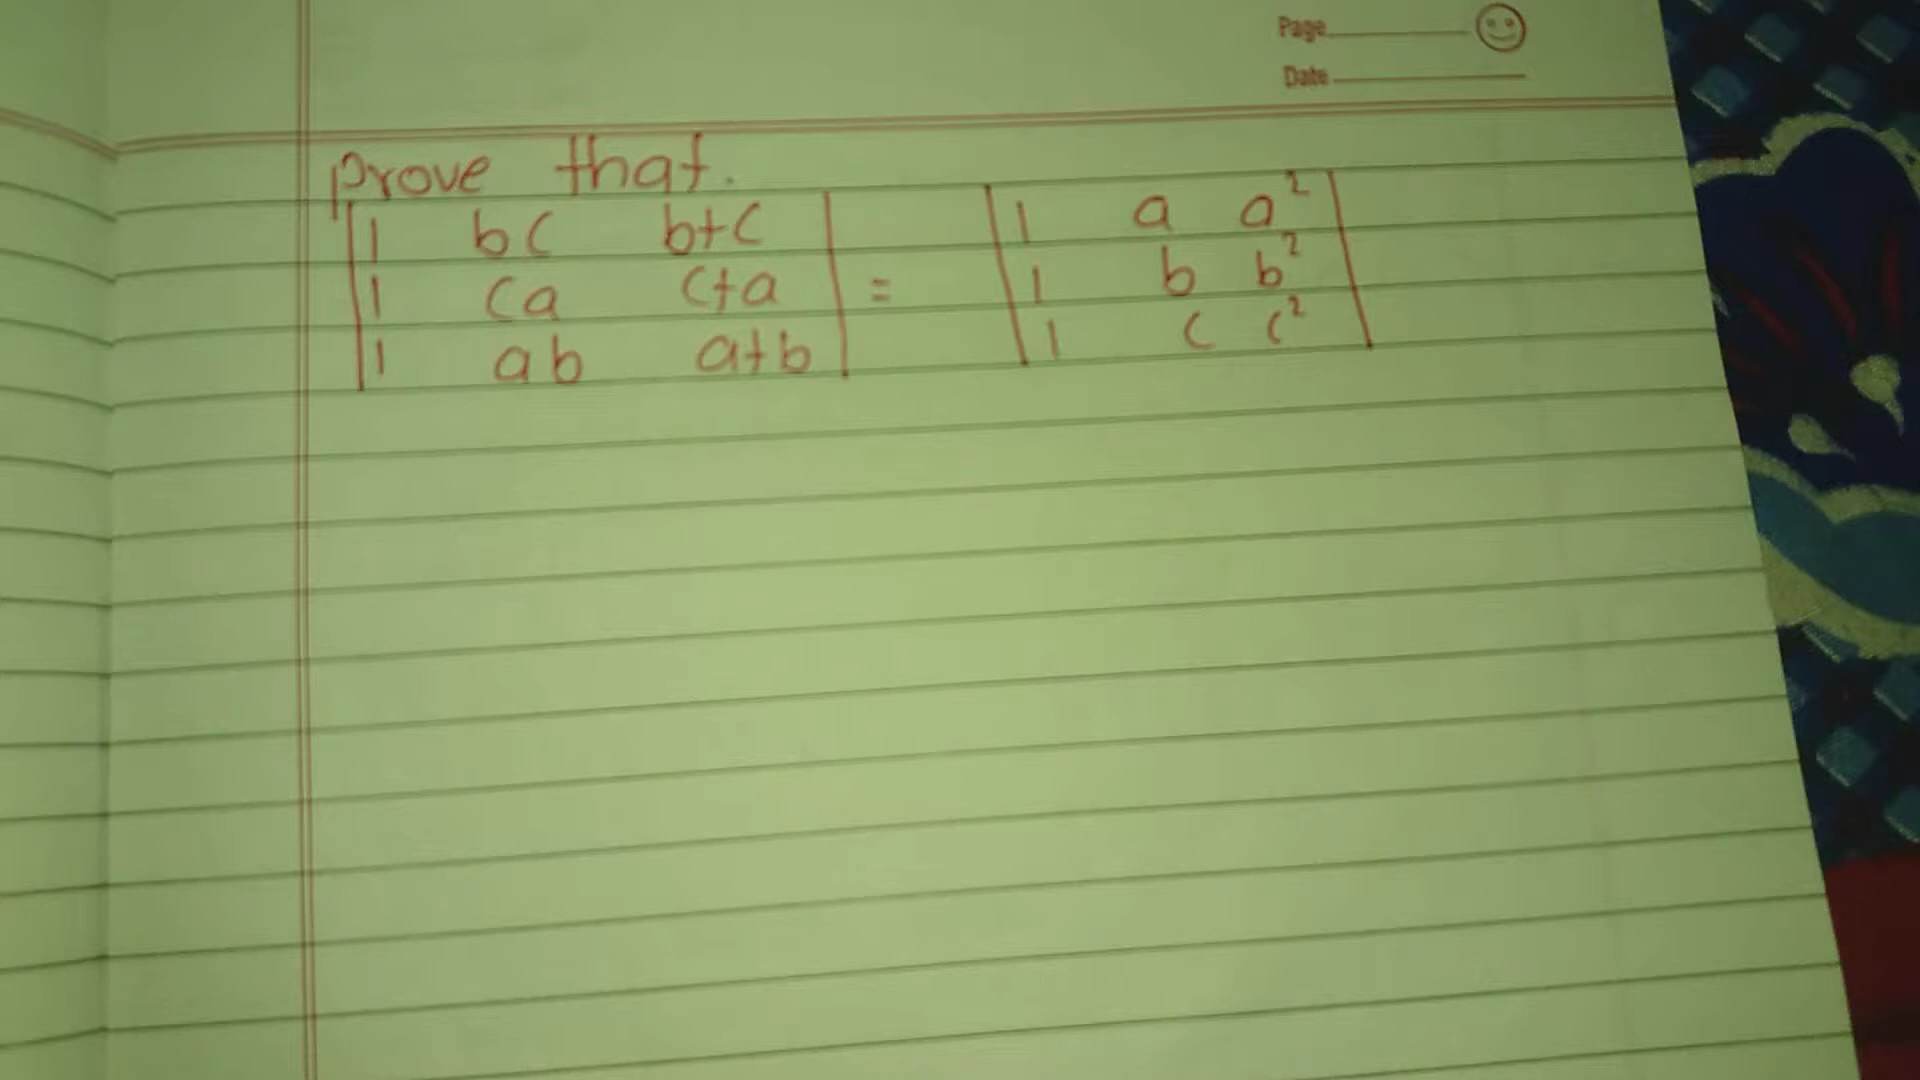 Page
Date
Prove that.
| 1 bc b+c | | 1 a a² |
| 1 ca c+a | = | 1 b b² |
| 1 ab a+b | | 1 c c² |